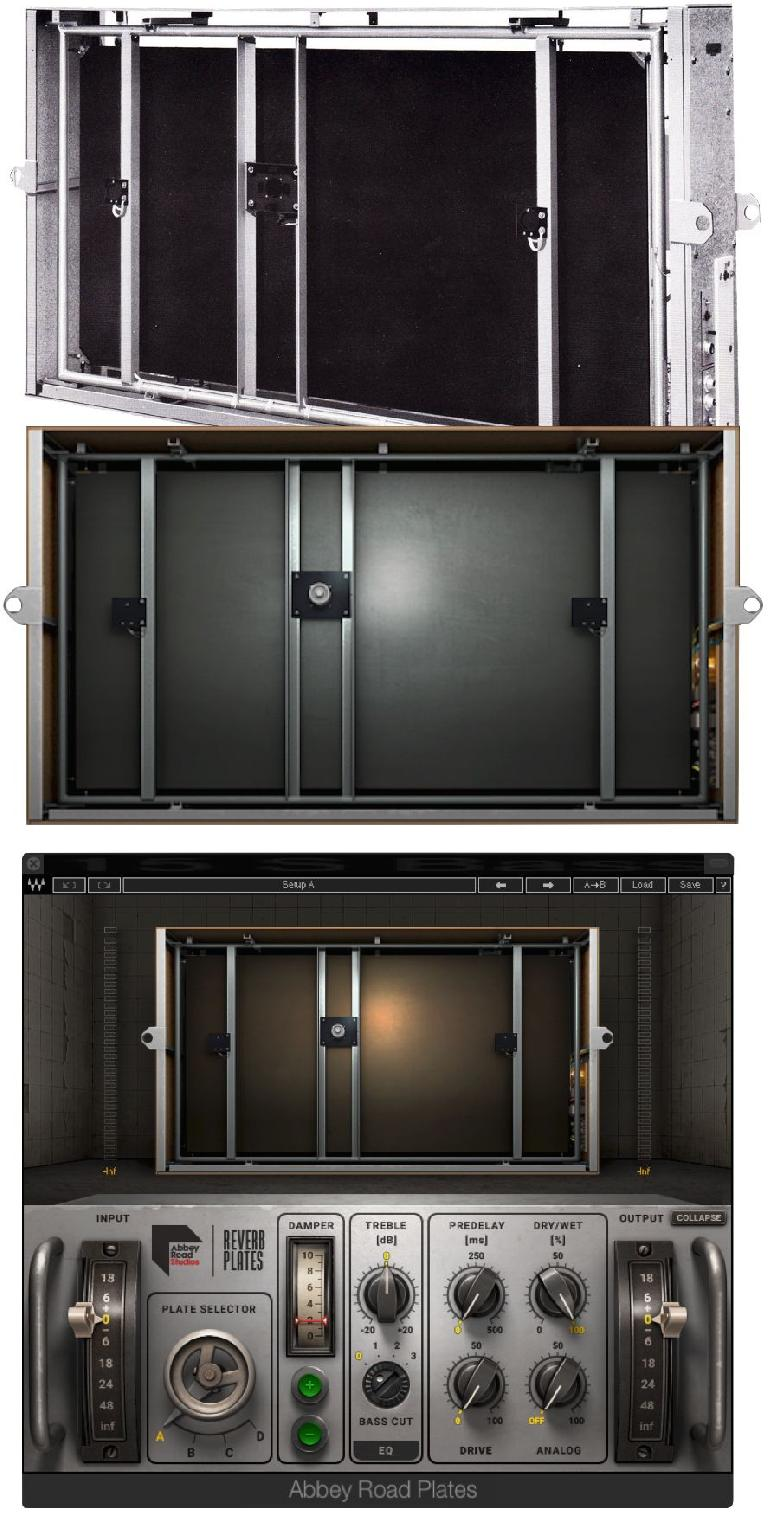 Setup A
A→B
Load
Save
?
-Inf
-Inf
INPUT
Abbey
Road
Studios
REVERB
PLATES
DAMPER
TREBLE
[dB]
PREDELAY
[ms]
DRY/WET
[%]
OUTPUT
COLLAPSE
18
6
+
0
–
6
18
24
48
inf
PLATE SELECTOR
A
B
C
D
10
8
6
4
2
0
+
–
0
-20
+20
0
1
2
3
BASS CUT
EQ
250
0
500
50
0
100
50
0
100
DRIVE
50
OFF
100
ANALOG
18
6
+
0
–
6
18
24
48
inf
Abbey Road Plates